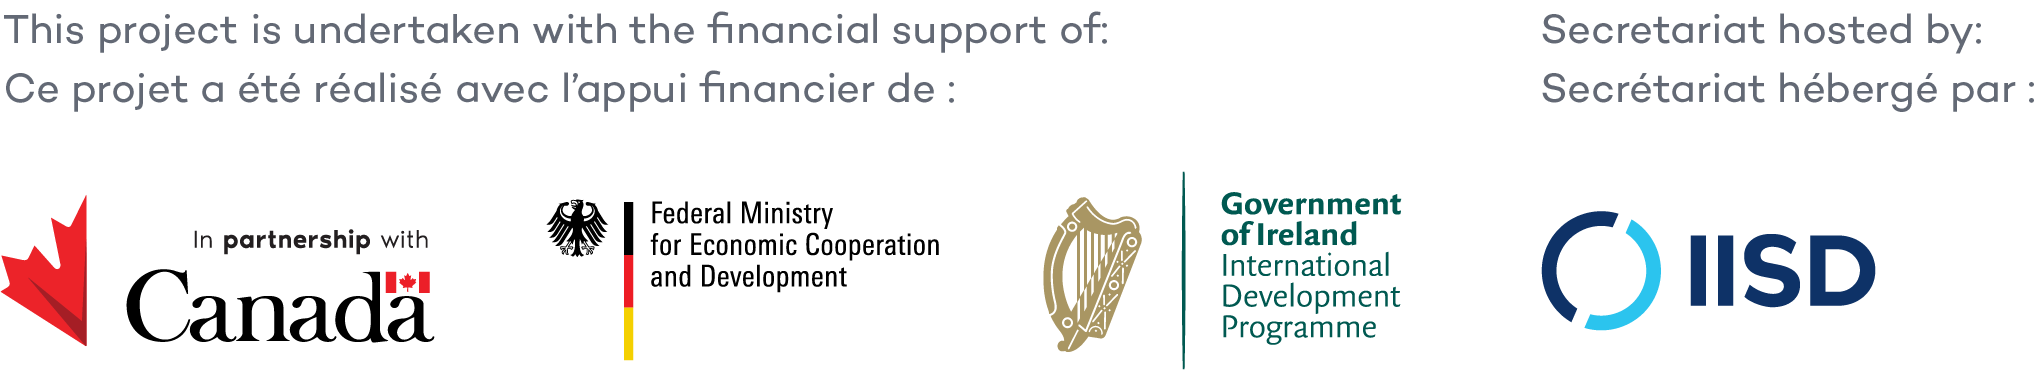 This project is undertaken with the financial support of:
Ce projet a été réalisé avec l’appui financier de :
Secretariat hosted by:
Secrétariat hébergé par :
In partnership with
Canada
Federal Ministry
for Economic Cooperation
and Development
Government
of Ireland
International
Development
Programme
IISD